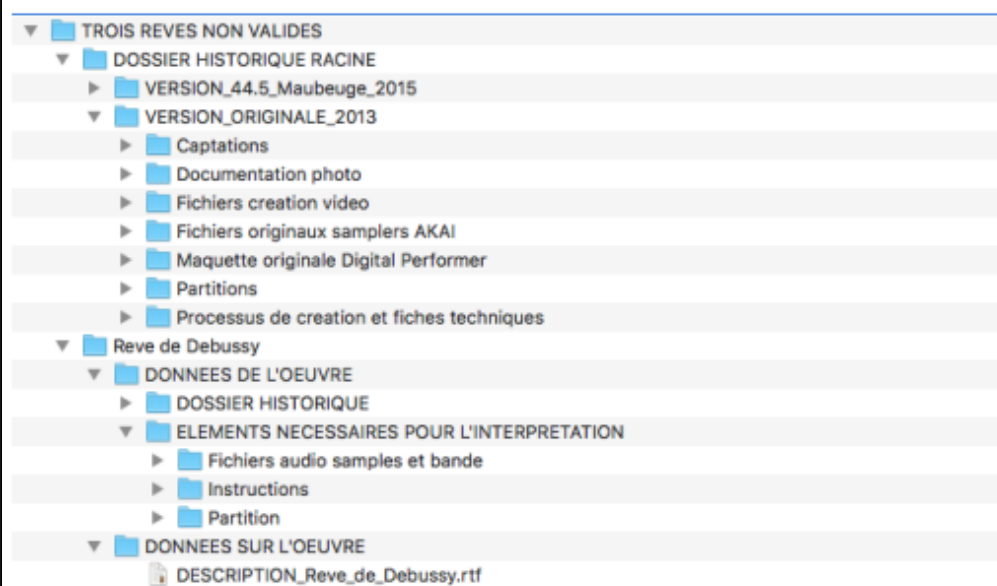 TROIS REVES NON VALIDES
DOSSIER HISTORIQUE RACINE
VERSION_44.5_Maubeuge_2015
VERSION_ORIGINALE_2013
Captations
Documentation photo
Fichiers creation video
Fichiers originaux samplers AKAI
Maquette originale Digital Performer
Partitions
Processus de creation et fiches techniques
Reve de Debussy
DONNEES DE L'OEUVRE
DOSSIER HISTORIQUE
ELEMENTS NECESSAIRES POUR L'INTERPRETATION
Fichiers audio samples et bande
Instructions
Partition
DONNEES SUR L'OEUVRE
DESCRIPTION_Reve_de_Debussy.rtf